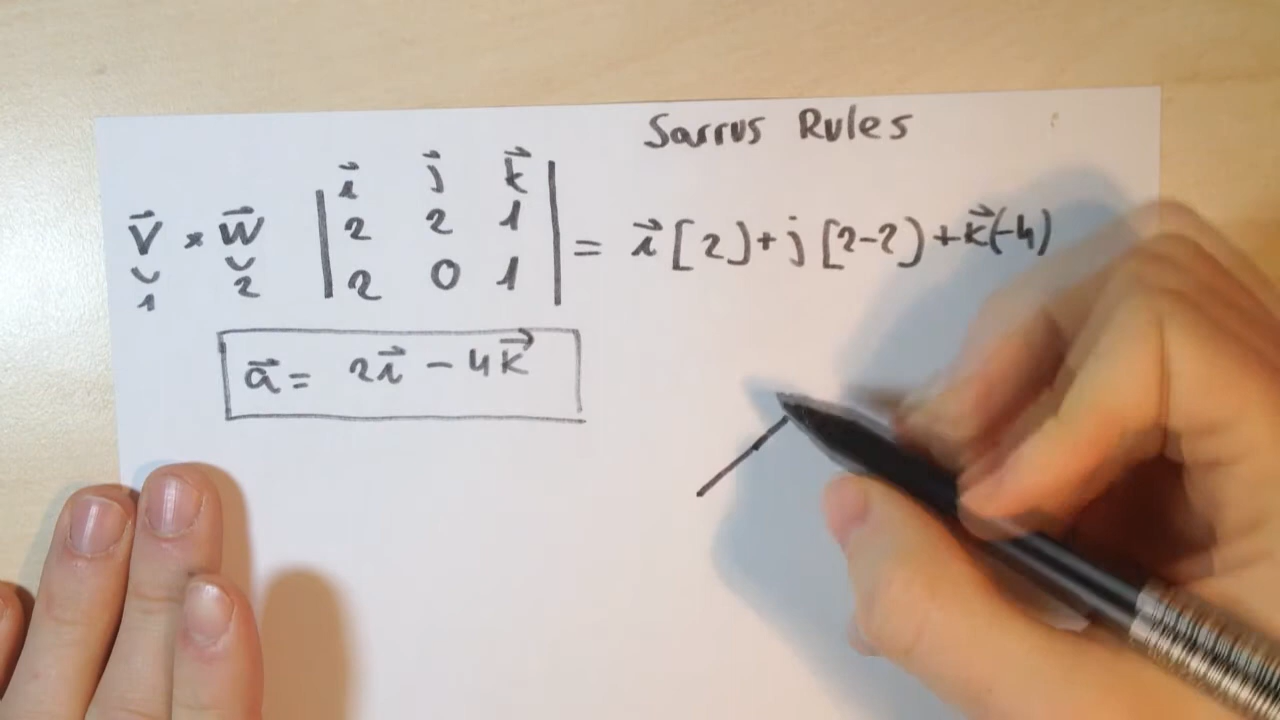 Sarrus Rules
i⃗ j⃗ k⃗
v⃗ × w⃗ | 2 2 1 | = i⃗[2)+j[2-2)+k⃗(-4)
1 2 2 0 1
a⃗ = 2i⃗ - 4k⃗